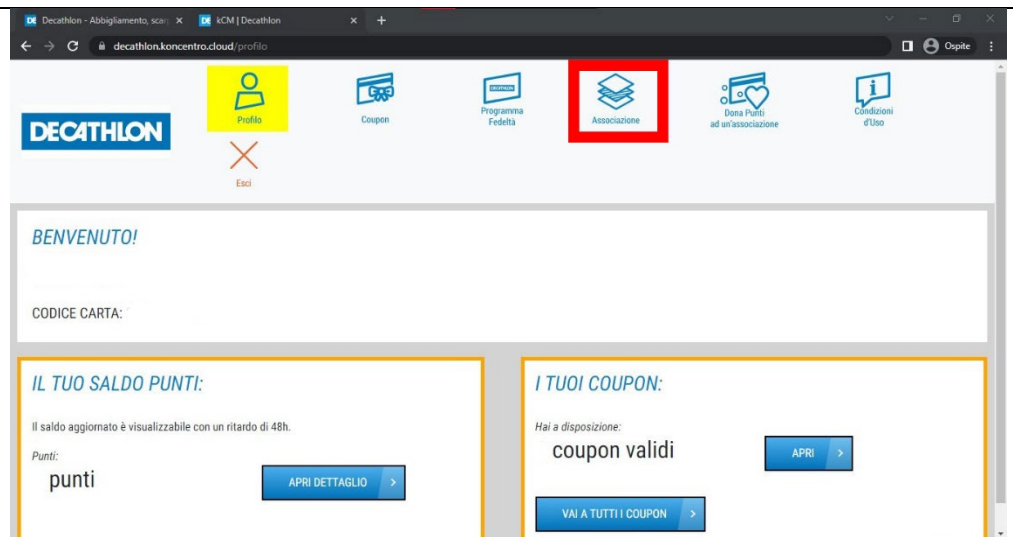 Decathlon - Abbigliamento, scarp
kCM | Decathlon
decathlon.koncentro.cloud/profilo
Ospite
DECATHLON
Profilo
Coupon
DECATHLON
Programma
Fedeltà
Associazione
Dona Punti
ad un'associazione
Condizioni
d'Uso
Esci
BENVENUTO!
CODICE CARTA:
IL TUO SALDO PUNTI:
Il saldo aggiornato è visualizzabile con un ritardo di 48h.
Punti:
punti
APRI DETTAGLIO
I TUOI COUPON:
Hai a disposizione:
coupon validi
APRI
VAI A TUTTI I COUPON